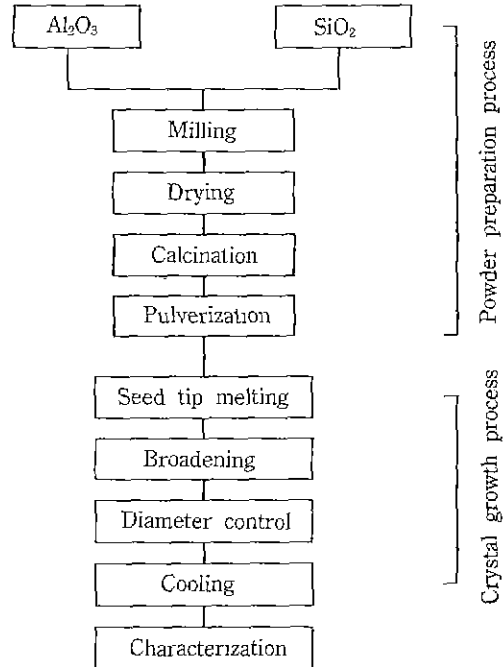 Al₂O₃
SiO₂
Milling
Drying
Calcination
Pulverization
Powder preparation process
Seed tip melting
Broadening
Diameter control
Cooling
Characterization
Crystal growth process